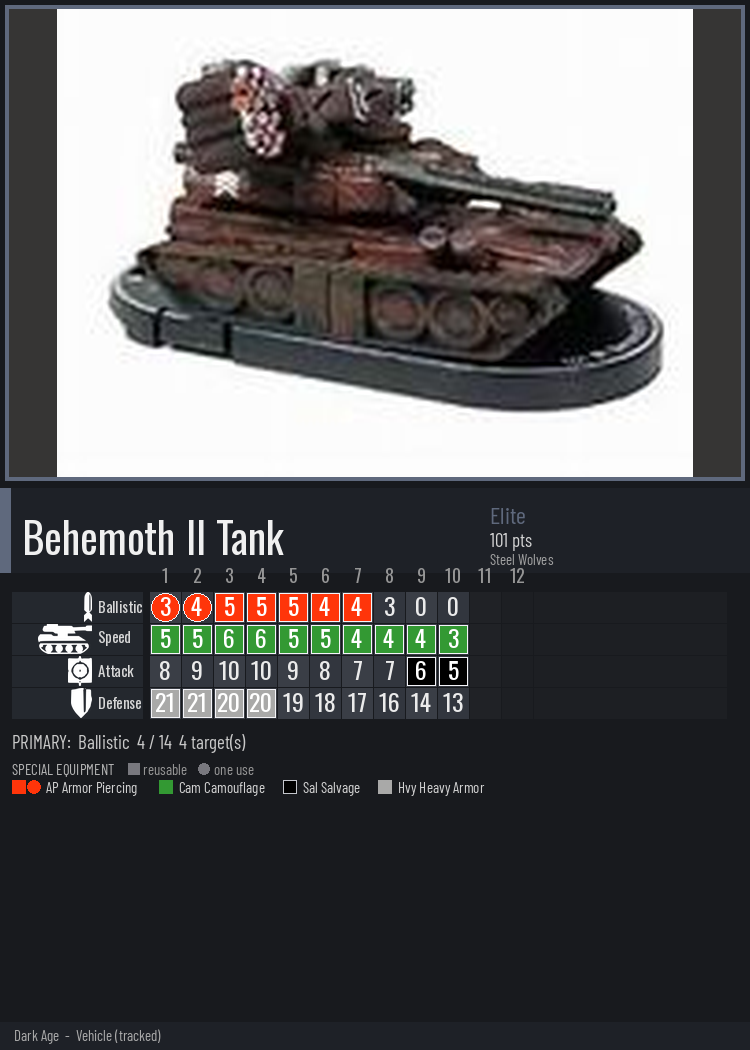 Behemoth II Tank
Elite
101 pts
Steel Wolves
1 2 3 4 5 6 7 8 9 10 11 12
Ballistic 3 4 5 5 5 4 4 3 0 0
Speed 5 5 6 6 5 5 4 4 4 3
Attack 8 9 10 10 9 8 7 7 6 5
Defense 21 21 20 20 19 18 17 16 14 13
PRIMARY: Ballistic 4 / 14 4 target(s)
SPECIAL EQUIPMENT reusable one use
AP Armor Piercing Cam Camouflage Sal Salvage Hvy Heavy Armor
Dark Age - Vehicle (tracked)